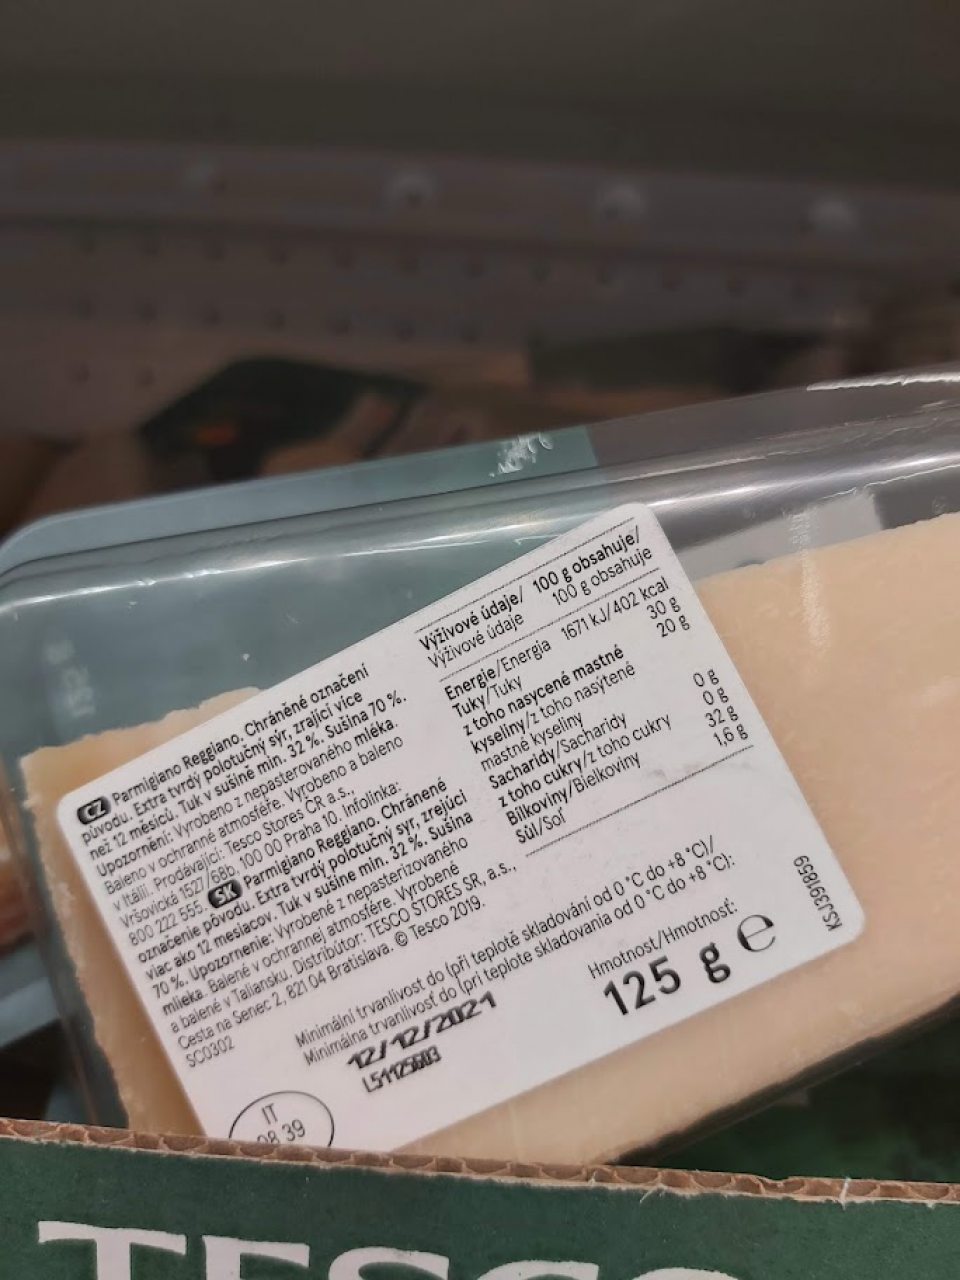 CZ Parmigiano Reggiano. Chráněné označení
původu. Extra tvrdý polotučný sýr, zrající více
než 12 měsíců. Tuk v sušině min. 32 %. Sušina 70 %.
Upozornění: Vyrobeno z nepasterovaného mléka.
Baleno v ochranné atmosféře. Vyrobeno a baleno
v Itálii. Prodávající: Tesco Stores ČR a.s.,
Vršovická 1527/68b, 100 00 Praha 10. Infolinka:
800 222 555. SK Parmigiano Reggiano. Chránené
označenie pôvodu. Extra tvrdý polotučný syr, zrejúci
viac ako 12 mesiacov. Tuk v sušine min. 32 %. Sušina
70 %. Upozornenie: Vyrobené z nepasterizovaného
mlieka. Balené v ochrannej atmosfére. Vyrobené
a balené v Taliansku. Distribútor: TESCO STORES SR, a.s.,
Cesta na Senec 2, 821 04 Bratislava. © Tesco 2019.
SC0302
Výživové údaje/ 100 g obsahuje/
Výživové údaje 100 g obsahuje
Energie/Energia 1671 kJ/402 kcal
Tuky/Tuky 30 g
z toho nasycené mastné 20 g
kyseliny/z toho nasýtené
mastné kyseliny
Sacharidy/Sacharidy 0 g
z toho cukry/z toho cukry 0 g
Bílkoviny/Bielkoviny 32 g
Sůl/Soľ 1,6 g
Minimální trvanlivost do (při teplotě skladování od 0 °C do +8 °C)/
Minimálna trvanlivosť do (pri teplote skladovania od 0 °C do +8 °C):
12/12/2021
Hmotnost/Hmotnosť:
125 g e
KSJ391859
IT
08 39
TESCO